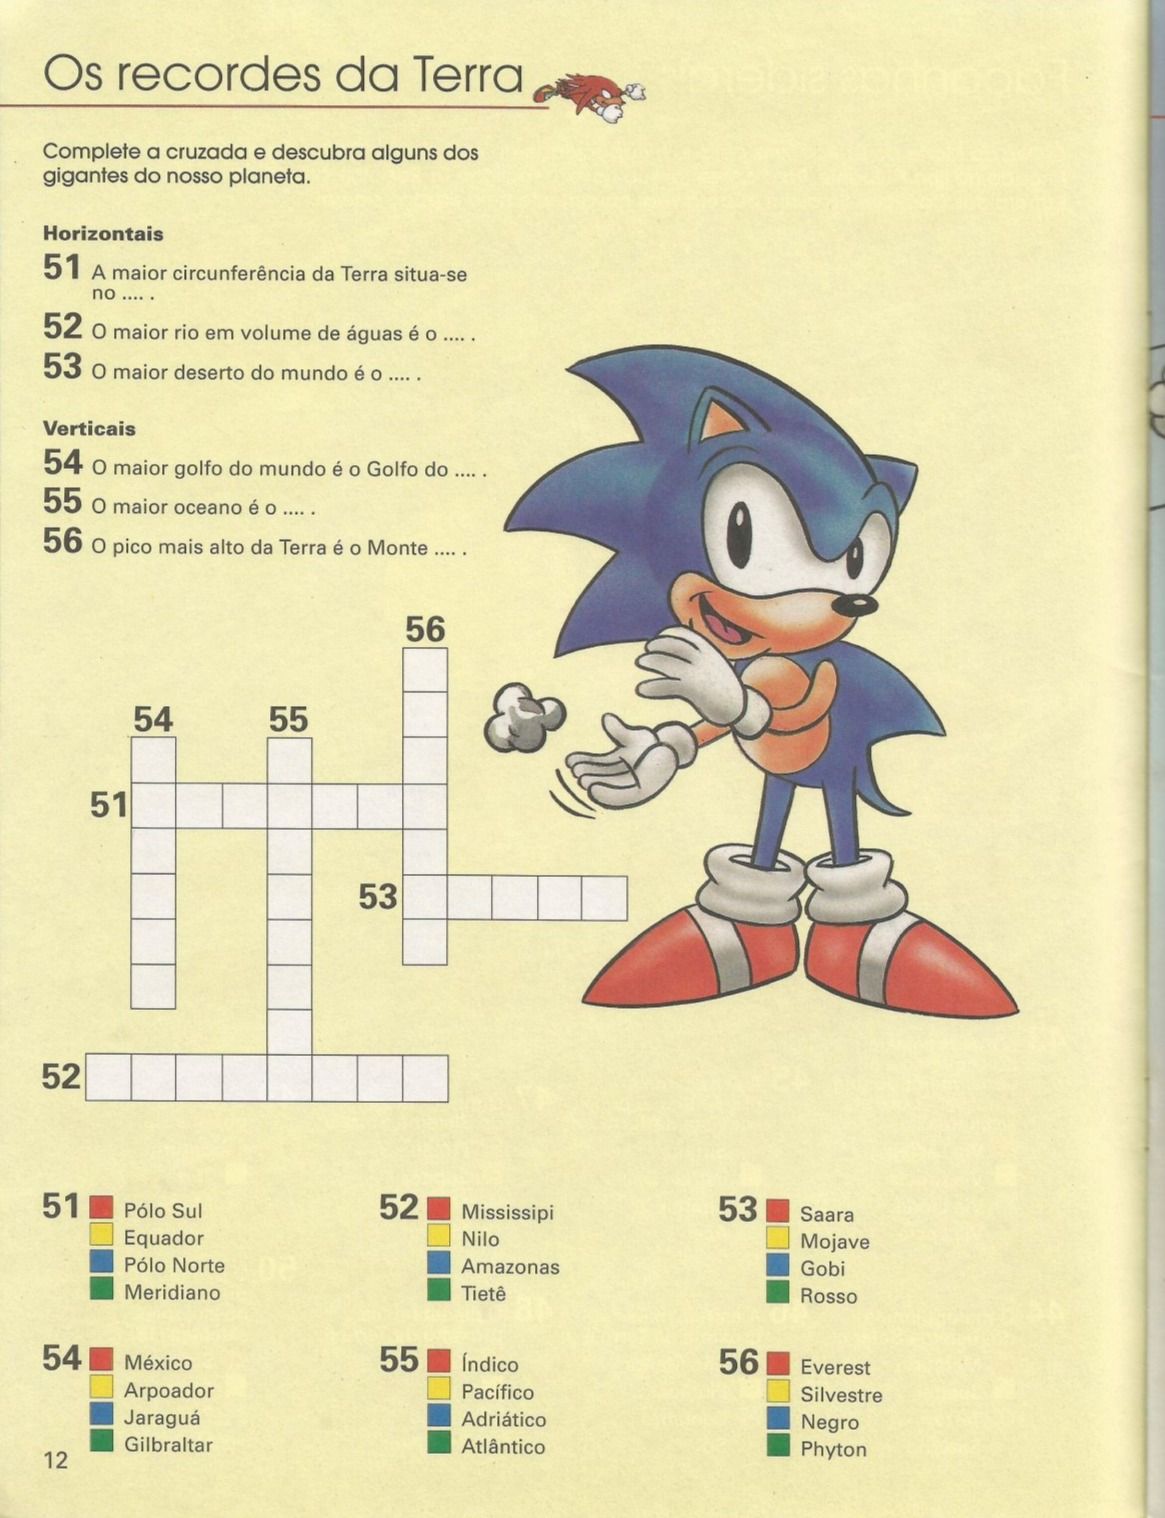 Os recordes da Terra
Complete a cruzada e descubra alguns dos
gigantes do nosso planeta.
Horizontais
51 A maior circunferência da Terra situa-se
no .... .
52 O maior rio em volume de águas é o .... .
53 O maior deserto do mundo é o .... .
Verticais
54 O maior golfo do mundo é o Golfo do .... .
55 O maior oceano é o .... .
56 O pico mais alto da Terra é o Monte .... .
56
54 55
51
53
52
51 Pólo Sul
Equador
Pólo Norte
Meridiano
52 Mississipi
Nilo
Amazonas
Tietê
53 Saara
Mojave
Gobi
Rosso
54 México
Arpoador
Jaraguá
Gilbraltar
55 Índico
Pacífico
Adriático
Atlântico
56 Everest
Silvestre
Negro
Phyton
12